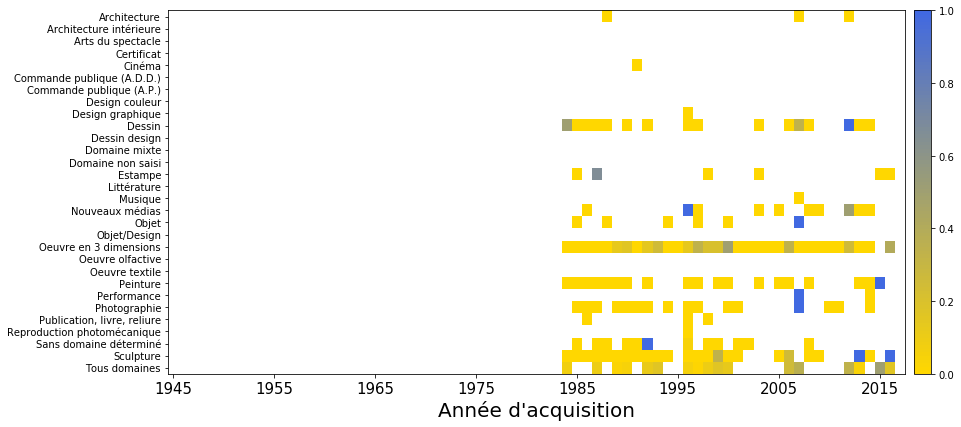 Architecture
Architecture intérieure
Arts du spectacle
Certificat
Cinéma
Commande publique (A.D.D.)
Commande publique (A.P.)
Design couleur
Design graphique
Dessin
Dessin design
Domaine mixte
Domaine non saisi
Estampe
Littérature
Musique
Nouveaux médias
Objet
Objet/Design
Oeuvre en 3 dimensions
Oeuvre olfactive
Oeuvre textile
Peinture
Performance
Photographie
Publication, livre, reliure
Reproduction photomécanique
Sans domaine déterminé
Sculpture
Tous domaines
1945 1955 1965 1975 1985 1995 2005 2015
Année d'acquisition
1.0
0.8
0.6
0.4
0.2
0.0